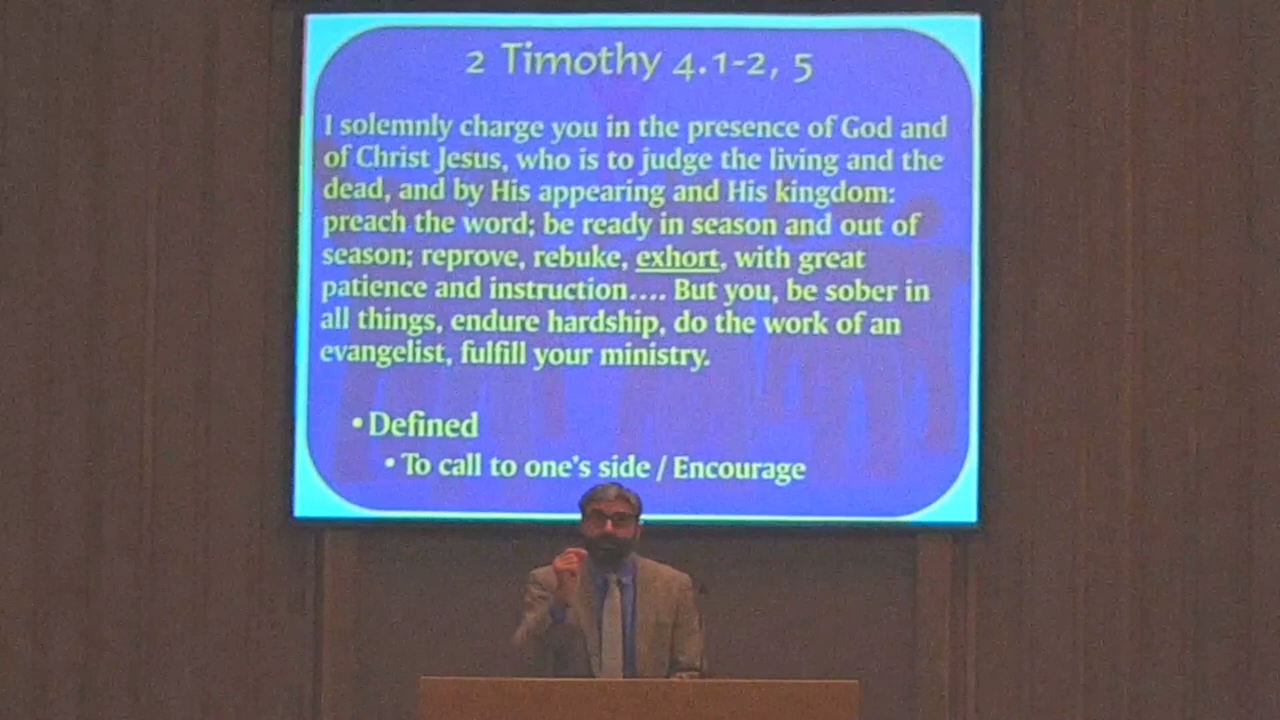 2 Timothy 4.1-2, 5
I solemnly charge you in the presence of God and
of Christ Jesus, who is to judge the living and the
dead, and by His appearing and His kingdom:
preach the word; be ready in season and out of
season; reprove, rebuke, exhort, with great
patience and instruction.... But you, be sober in
all things, endure hardship, do the work of an
evangelist, fulfill your ministry.
• Defined
• To call to one's side / Encourage